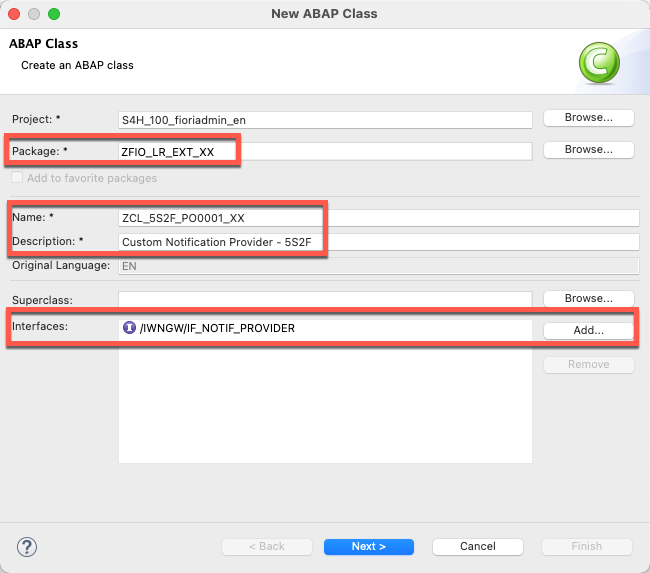 New ABAP Class
ABAP Class
Create an ABAP class
C
Project: * S4H_100_fioriadmin_en Browse...
Package: * ZFIO_LR_EXT_XX Browse...
Add to favorite packages
Name: * ZCL_5S2F_PO0001_XX
Description: * Custom Notification Provider - 5S2F
Original Language: EN
Superclass: Browse...
Interfaces: I /IWNGW/IF_NOTIF_PROVIDER Add...
Remove
? < Back Next > Cancel Finish